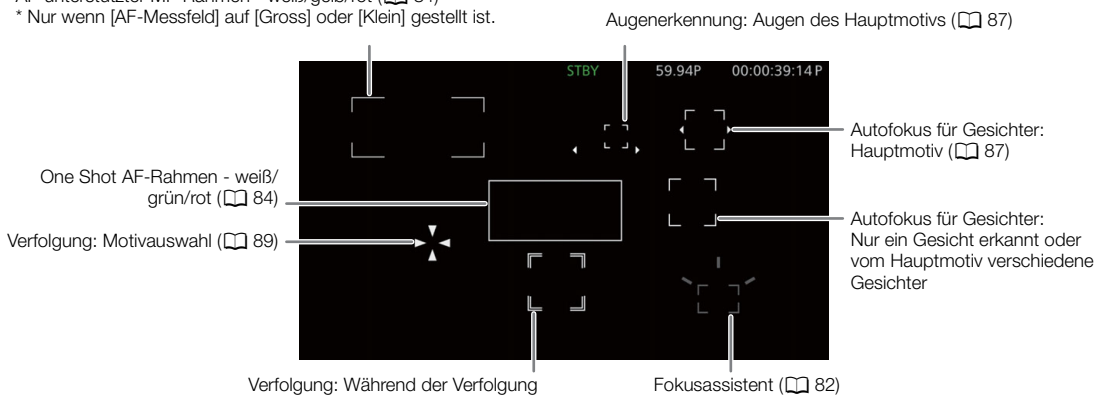 * Nur wenn [AF-Messfeld] auf [Gross] oder [Klein] gestellt ist.
Augenerkennung: Augen des Hauptmotivs (87)
STBY 59.94P 00:00:39:14 P
Autofokus für Gesichter:
Hauptmotiv (87)
One Shot AF-Rahmen - weiß/
grün/rot (84)
Verfolgung: Motivauswahl (89)
Autofokus für Gesichter:
Nur ein Gesicht erkannt oder
vom Hauptmotiv verschiedene
Gesichter
Verfolgung: Während der Verfolgung
Fokusassistent (82)